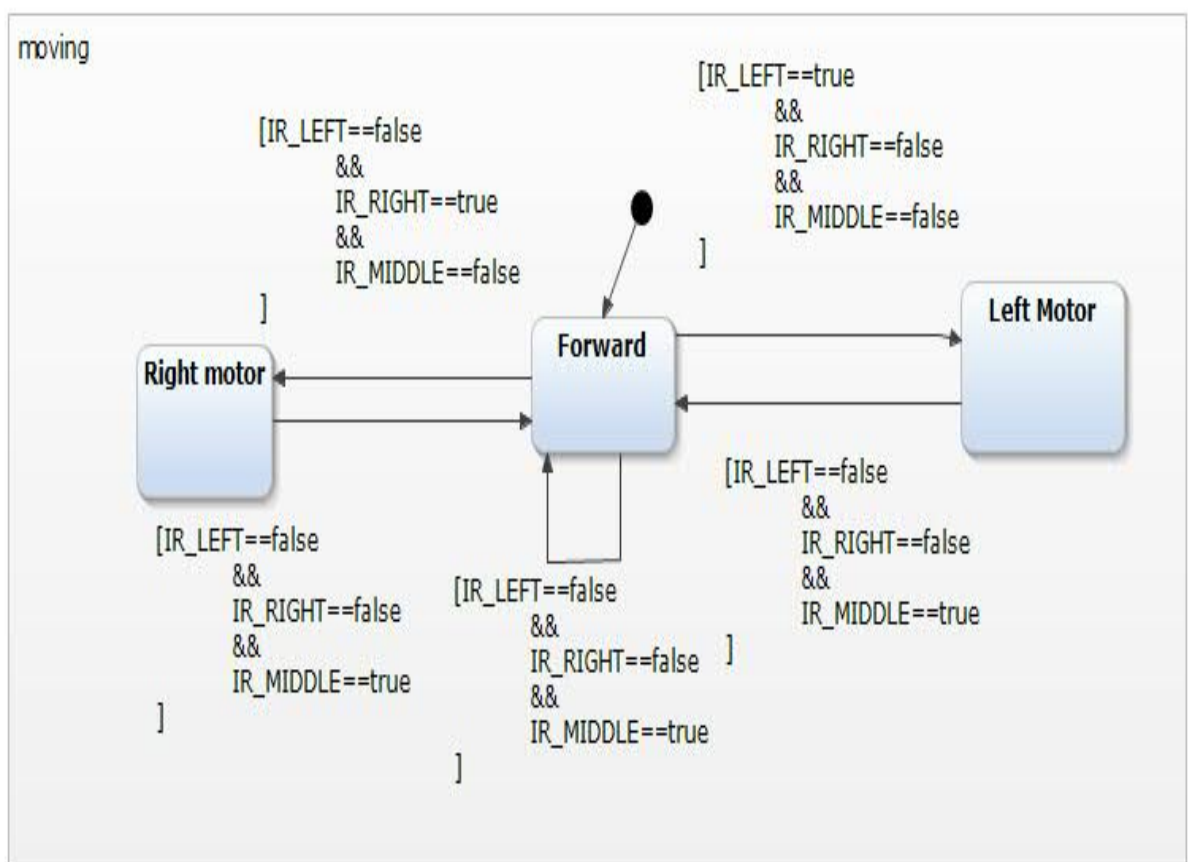 moving
[IR_LEFT==false
&&
IR_RIGHT==true
&&
IR_MIDDLE==false
]
[IR_LEFT==true
&&
IR_RIGHT==false
&&
IR_MIDDLE==false
]
Right motor
Forward
Left Motor
[IR_LEFT==false
&&
IR_RIGHT==false
&&
IR_MIDDLE==true
]
[IR_LEFT==false
&&
IR_RIGHT==false
&&
IR_MIDDLE==true
]
[IR_LEFT==false
&&
IR_RIGHT==false
&&
IR_MIDDLE==true
]